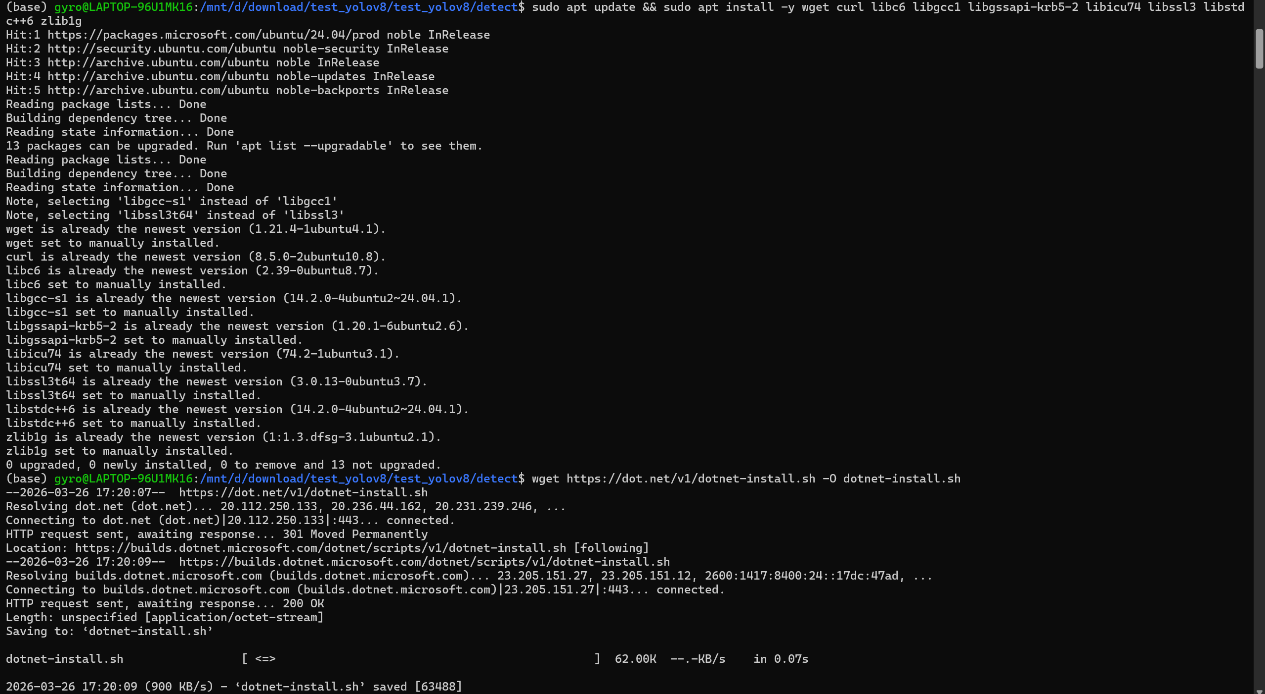 (base) gyro@LAPTOP-96U1MK16:/mnt/d/download/test_yolov8/test_yolov8/detect$ sudo apt update && sudo apt install -y wget curl libc6 libgcc1 libgssapi-krb5-2 libicu74 libssl3 libstd
c++6 zlib1g
Hit:1 https://packages.microsoft.com/ubuntu/24.04/prod noble InRelease
Hit:2 http://security.ubuntu.com/ubuntu noble-security InRelease
Hit:3 http://archive.ubuntu.com/ubuntu noble InRelease
Hit:4 http://archive.ubuntu.com/ubuntu noble-updates InRelease
Hit:5 http://archive.ubuntu.com/ubuntu noble-backports InRelease
Reading package lists... Done
Building dependency tree... Done
Reading state information... Done
13 packages can be upgraded. Run 'apt list --upgradable' to see them.
Reading package lists... Done
Building dependency tree... Done
Reading state information... Done
Note, selecting 'libgcc-s1' instead of 'libgcc1'
Note, selecting 'libssl3t64' instead of 'libssl3'
wget is already the newest version (1.21.4-1ubuntu4.1).
wget set to manually installed.
curl is already the newest version (8.5.0-2ubuntu10.8).
libc6 is already the newest version (2.39-0ubuntu8.7).
libc6 set to manually installed.
libgcc-s1 is already the newest version (14.2.0-4ubuntu2~24.04.1).
libgcc-s1 set to manually installed.
libgssapi-krb5-2 is already the newest version (1.20.1-6ubuntu2.6).
libgssapi-krb5-2 set to manually installed.
libicu74 is already the newest version (74.2-1ubuntu3.1).
libicu74 set to manually installed.
libssl3t64 is already the newest version (3.0.13-0ubuntu3.7).
libssl3t64 set to manually installed.
libstdc++6 is already the newest version (14.2.0-4ubuntu2~24.04.1).
libstdc++6 set to manually installed.
zlib1g is already the newest version (1:1.3.dfsg-3.1ubuntu2.1).
zlib1g set to manually installed.
0 upgraded, 0 newly installed, 0 to remove and 13 not upgraded.
(base) gyro@LAPTOP-96U1MK16:/mnt/d/download/test_yolov8/test_yolov8/detect$ wget https://dot.net/v1/dotnet-install.sh -O dotnet-install.sh
--2026-03-26 17:20:07--  https://dot.net/v1/dotnet-install.sh
Resolving dot.net (dot.net)... 20.112.250.133, 20.236.44.162, 20.231.239.246, ...
Connecting to dot.net (dot.net)|20.112.250.133|:443... connected.
HTTP request sent, awaiting response... 301 Moved Permanently
Location: https://builds.dotnet.microsoft.com/dotnet/scripts/v1/dotnet-install.sh [following]
--2026-03-26 17:20:09--  https://builds.dotnet.microsoft.com/dotnet/scripts/v1/dotnet-install.sh
Resolving builds.dotnet.microsoft.com (builds.dotnet.microsoft.com)... 23.205.151.27, 23.205.151.12, 2600:1417:8400:24::17dc:47ad, ...
Connecting to builds.dotnet.microsoft.com (builds.dotnet.microsoft.com)|23.205.151.27|:443... connected.
HTTP request sent, awaiting response... 200 OK
Length: unspecified [application/octet-stream]
Saving to: ‘dotnet-install.sh’
dotnet-install.sh                 [ <=>                                              ]  62.00K  --.-KB/s    in 0.07s
2026-03-26 17:20:09 (900 KB/s) - ‘dotnet-install.sh’ saved [63488]